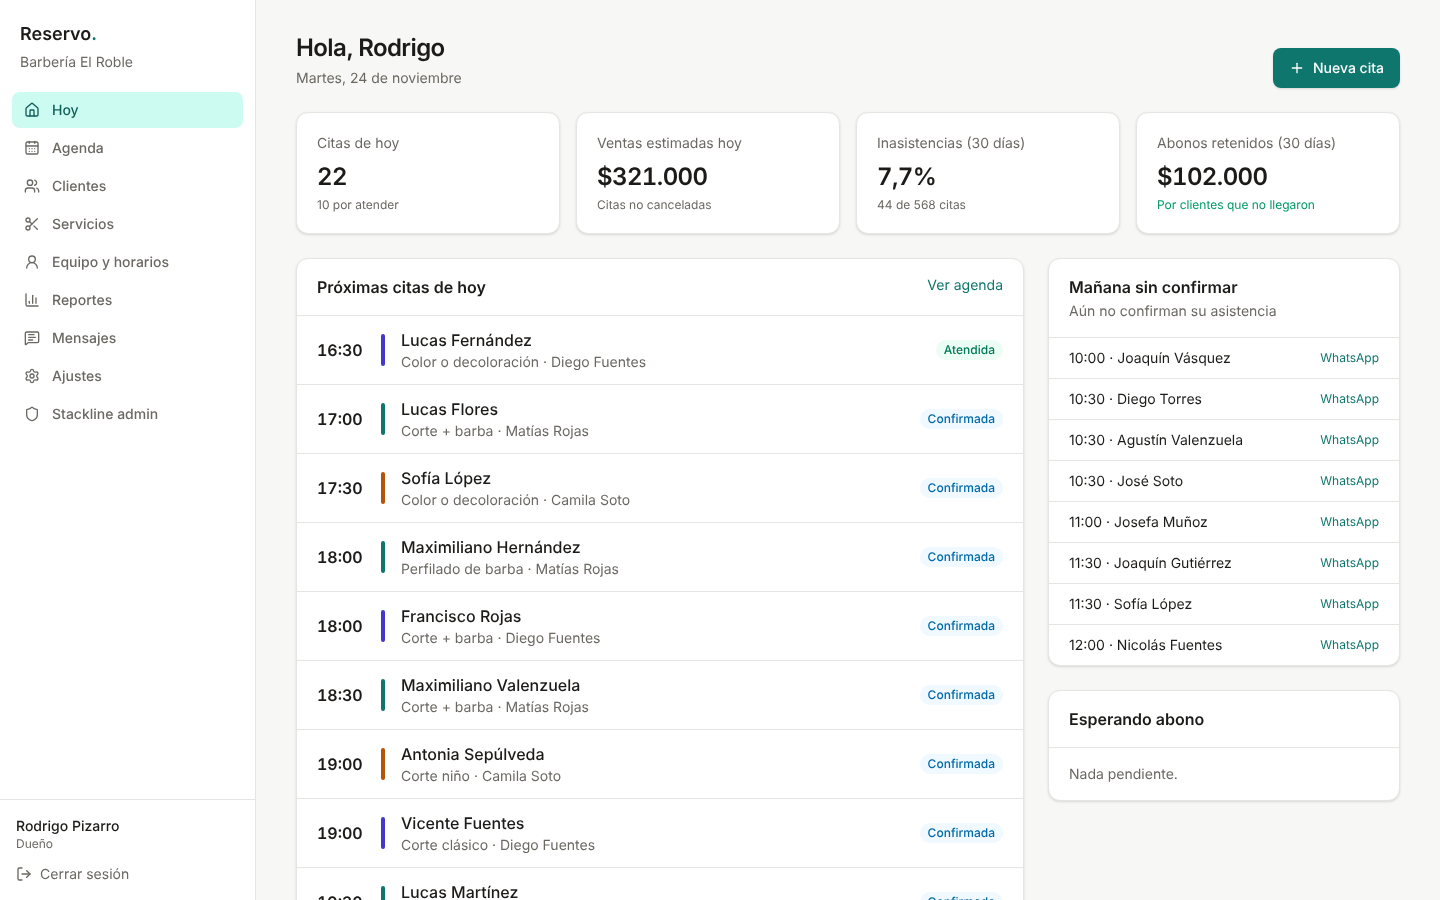 Reservo.
Barbería El Roble
Hoy
Agenda
Clientes
Servicios
Equipo y horarios
Reportes
Mensajes
Ajustes
Stackline admin
Rodrigo Pizarro
Dueño
Cerrar sesión
Hola, Rodrigo
Martes, 24 de noviembre
Nueva cita
Citas de hoy
22
10 por atender
Ventas estimadas hoy
$321.000
Citas no canceladas
Inasistencias (30 días)
7,7%
44 de 568 citas
Abonos retenidos (30 días)
$102.000
Por clientes que no llegaron
Próximas citas de hoy
Ver agenda
16:30
Lucas Fernández
Color o decoloración · Diego Fuentes
Atendida
17:00
Lucas Flores
Corte + barba · Matías Rojas
Confirmada
17:30
Sofía López
Color o decoloración · Camila Soto
Confirmada
18:00
Maximiliano Hernández
Perfilado de barba · Matías Rojas
Confirmada
18:00
Francisco Rojas
Corte + barba · Diego Fuentes
Confirmada
18:30
Maximiliano Valenzuela
Corte + barba · Matías Rojas
Confirmada
19:00
Antonia Sepúlveda
Corte niño · Camila Soto
Confirmada
19:00
Vicente Fuentes
Corte clásico · Diego Fuentes
Confirmada
19:30
Lucas Martínez
Confirmada
Mañana sin confirmar
Aún no confirman su asistencia
10:00 · Joaquín Vásquez WhatsApp
10:30 · Diego Torres WhatsApp
10:30 · Agustín Valenzuela WhatsApp
10:30 · José Soto WhatsApp
11:00 · Josefa Muñoz WhatsApp
11:30 · Joaquín Gutiérrez WhatsApp
11:30 · Sofía López WhatsApp
12:00 · Nicolás Fuentes WhatsApp
Esperando abono
Nada pendiente.